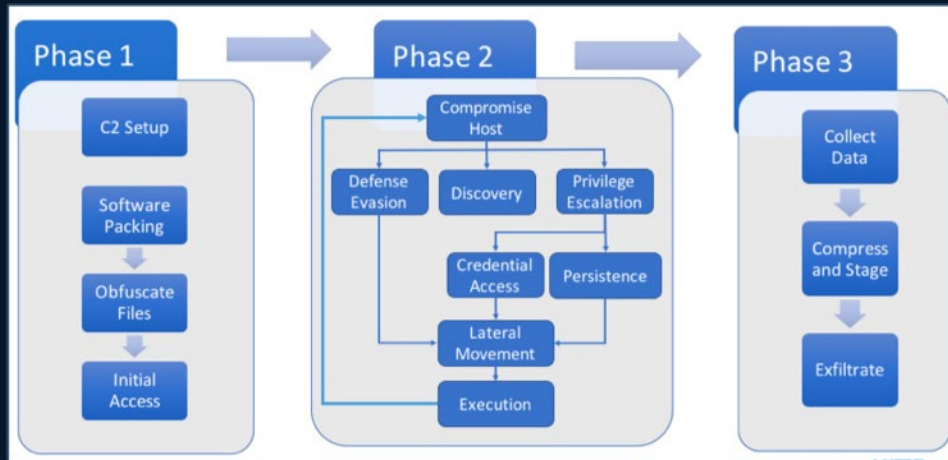 Phase 1
C2 Setup
Software
Packing
Obfuscate
Files
Initial
Access
Phase 2
Compromise
Host
Defense
Evasion
Discovery
Privilege
Escalation
Credential
Access
Persistence
Lateral
Movement
Execution
Phase 3
Collect
Data
Compress
and Stage
Exfiltrate